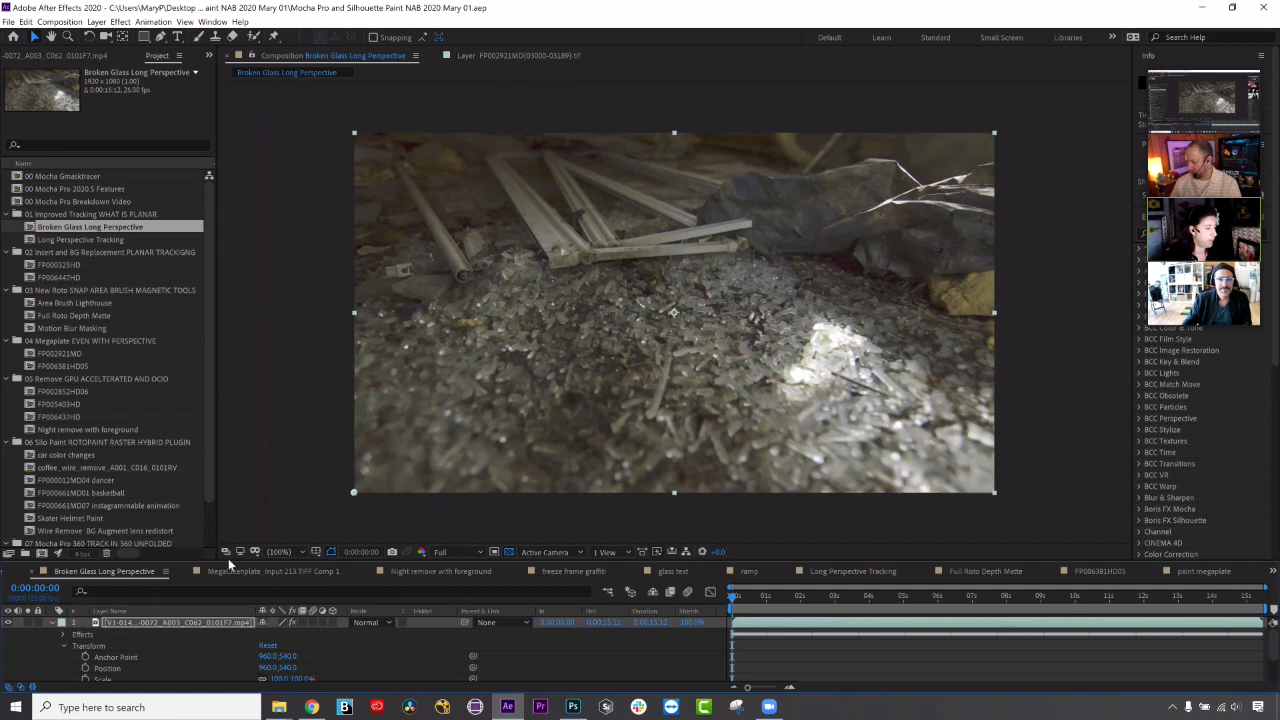 Adobe After Effects 2020 - C:\Users\MaryP\Desktop ... aint NAB 2020 Mary 01\Mocha Pro and Silhouette Paint NAB 2020 Mary 01.aep
File Edit Composition Layer Effect Animation View Window Help
Snapping Default Learn Standard Small Screen Libraries Search Help
-0072_A003_C062_0101F7.mp4 Project Composition Broken Glass Long Perspective Layer FP002921MD{03000-03189}.tif Info
Broken Glass Long Perspective
1920 x 1080 (1.00)
Δ 0:00:15:12, 25.00 fps
Broken Glass Long Perspective
Name
00 Mocha Gmasktracer
00 Mocha Pro 2020.5 Features
00 Mocha Pro Breakdown Video
01 Improved Tracking WHAT IS PLANAR
Broken Glass Long Perspective
Long Perspective Tracking
02 Insert and BG Replacement PLANAR TRACKIGNG
FP000325HD
FP006447HD
03 New Roto SNAP AREA BRUSH MAGNETIC TOOLS
Area Brush Lighthouse
Full Roto Depth Matte
Motion Blur Masking
04 Megaplate EVEN WITH PERSPECTIVE
FP002921MD
FP006381HD05
05 Remove GPU ACCELTERATED AND OCIO
FP002852HD06
FP005403HD
FP006437HD
Night remove with foreground
06 Silo Paint ROTOPAINT RASTER HYBRID PLUGIN
car color changes
coffee_wire_remove_A001_C016_0101RV
FP000012MD04 dancer
FP000661MD01 basketball
FP000661MD07 instagrammable animation
Skater Helmet Paint
Wire Remove BG Augment lens redistort
07 Mocha Pro 360 TRACK IN 360 UNFOLDED
8 bpc
BCC Color & Tone
BCC Film Style
BCC Image Restoration
BCC Key & Blend
BCC Lights
BCC Match Move
BCC Obsolete
BCC Particles
BCC Perspective
BCC Stylize
BCC Textures
BCC Time
BCC Transitions
BCC VR
BCC Warp
Blur & Sharpen
Boris FX Mocha
Boris FX Silhouette
Channel
CINEMA 4D
Color Correction
(100%) 0:00:00:00 Full Active Camera 1 View +0.0
Broken Glass Long Perspective MegaCleanplate_Input 213.TIFF Comp 1 Night remove with foreground freeze frame graffiti glass text ramp Long Perspective Tracking Full Roto Depth Matte FP006381HD05 paint megaplate
0:00:00:00
00000 (25.00 fps)
01s 02s 03s 04s 05s 06s 07s 08s 09s 10s 11s 12s 13s 14s 15s
# Layer Name Mode T TrkMat Parent & Link In Out Duration Stretch
1 [V1-014...-0072_A003_C062_0101F7.mp4] Normal None 0:00:00:00 0:00:15:11 0:00:15:12 100.0%
Effects
Transform Reset
Anchor Point 960.0,540.0
Position 960.0,540.0
Scale 100.0,100.0%
Type here to search